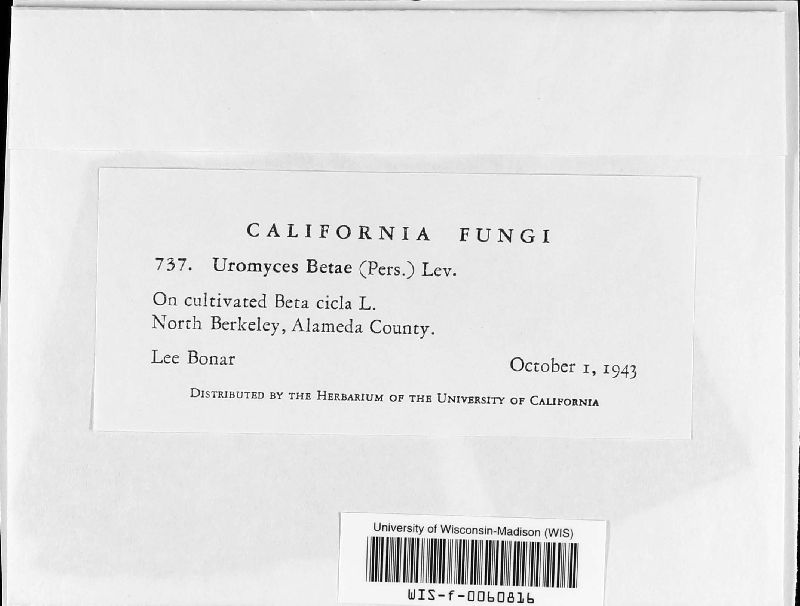 CALIFORNIA FUNGI
737. Uromyces Betae (Pers.) Lev.
On cultivated Beta cicla L.
North Berkeley, Alameda County.
Lee Bonar October 1, 1943
DISTRIBUTED BY THE HERBARIUM OF THE UNIVERSITY OF CALIFORNIA
University of Wisconsin-Madison (WIS)
WIS-f-0060816